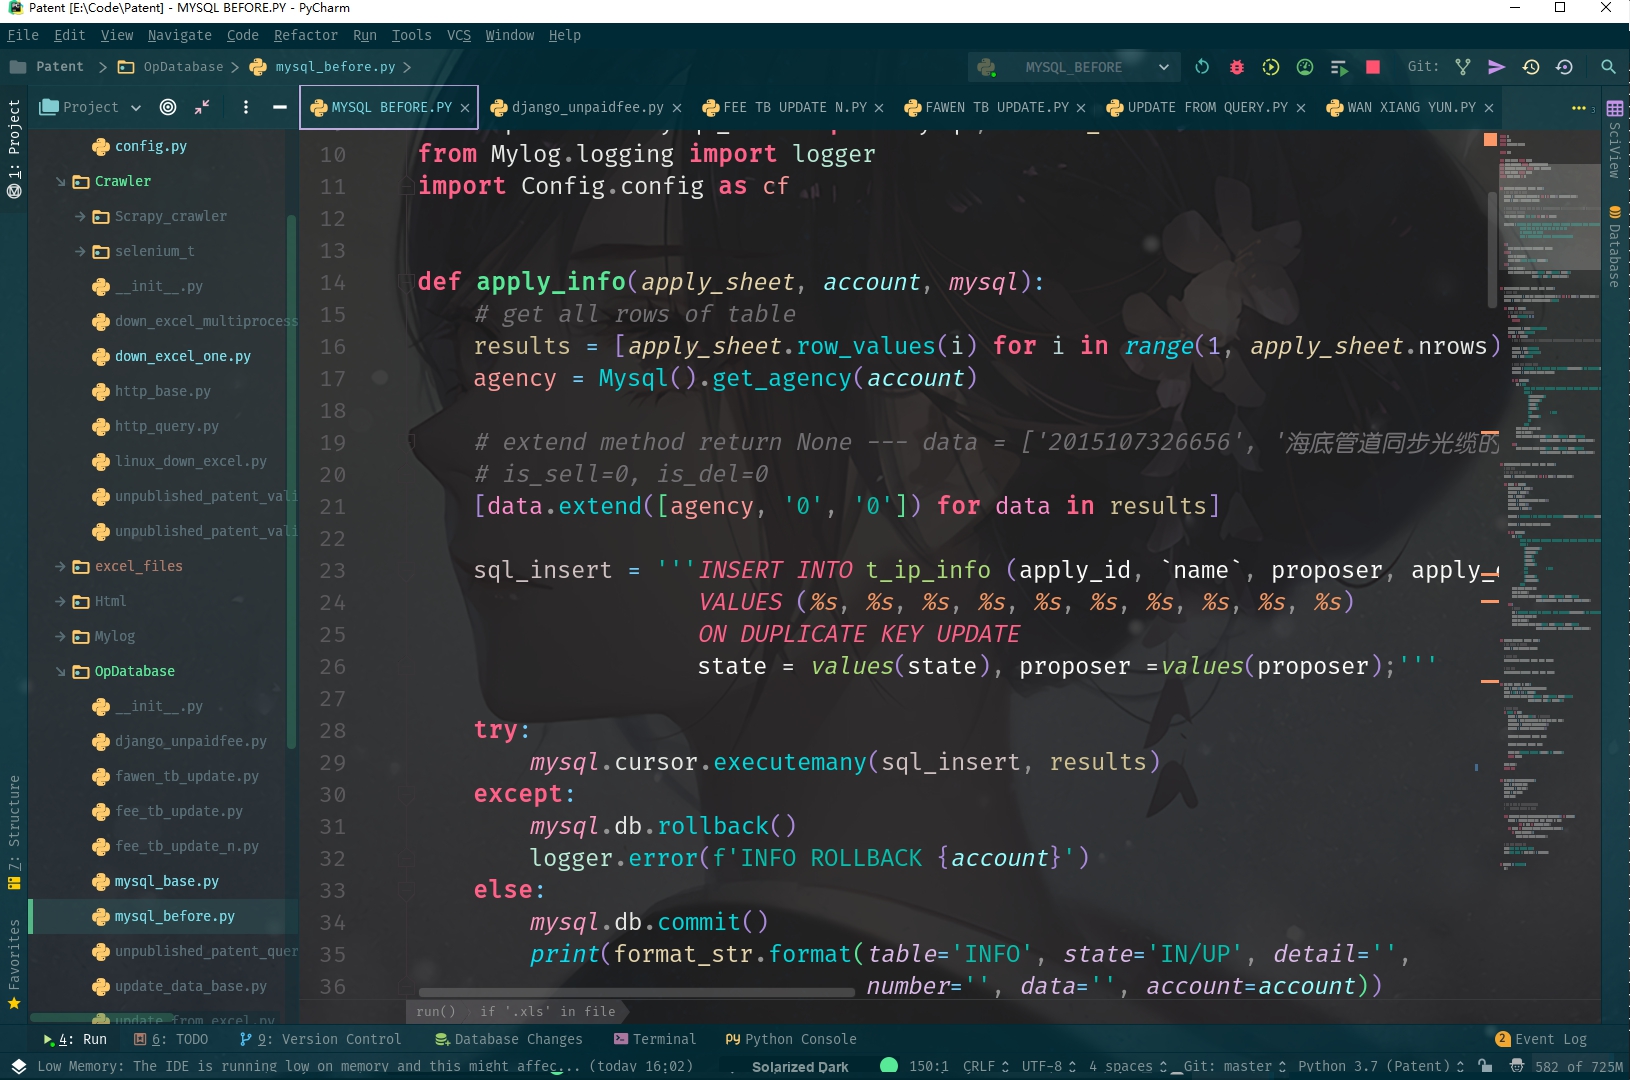 Patent [E:\Code\Patent] - MYSQL BEFORE.PY - PyCharm
File Edit View Navigate Code Refactor Run Tools VCS Window Help
Patent OpDatabase mysql_before.py MYSQL_BEFORE Git:
Project MYSQL BEFORE.PY django_unpaidfee.py FEE TB UPDATE N.PY FAWEN TB UPDATE.PY UPDATE FROM QUERY.PY WAN XIANG YUN.PY
1: Project
7: Structure
Favorites
SciView
Database
config.py
Crawler
Scrapy_crawler
selenium_t
__init__.py
down_excel_multiprocess
down_excel_one.py
http_base.py
http_query.py
linux_down_excel.py
unpublished_patent_vali
unpublished_patent_vali
excel_files
Html
Mylog
OpDatabase
__init__.py
django_unpaidfee.py
fawen_tb_update.py
fee_tb_update.py
fee_tb_update_n.py
mysql_base.py
mysql_before.py
unpublished_patent_quer
update_data_base.py
update_from_excel.py
10 from Mylog.logging import logger
11 import Config.config as cf
12
13
14 def apply_info(apply_sheet, account, mysql):
15 # get all rows of table
16 results = [apply_sheet.row_values(i) for i in range(1, apply_sheet.nrows)
17 agency = Mysql().get_agency(account)
18
19 # extend method return None --- data = ['2015107326656', '海底管道同步光缆的
20 # is_sell=0, is_del=0
21 [data.extend([agency, '0', '0']) for data in results]
22
23 sql_insert = '''INSERT INTO t_ip_info (apply_id, `name`, proposer, apply_
24 VALUES (%s, %s, %s, %s, %s, %s, %s, %s, %s, %s)
25 ON DUPLICATE KEY UPDATE
26 state = values(state), proposer =values(proposer);'''
27
28 try:
29 mysql.cursor.executemany(sql_insert, results)
30 except:
31 mysql.db.rollback()
32 logger.error(f'INFO ROLLBACK {account}')
33 else:
34 mysql.db.commit()
35 print(format_str.format(table='INFO', state='IN/UP', detail='',
36 number='', data='', account=account))
run() if '.xls' in file
4: Run 6: TODO 9: Version Control Database Changes Terminal Python Console 2 Event Log
Low Memory: The IDE is running low on memory and this might affec... (today 16:02) Solarized Dark 150:1 CRLF UTF-8 4 spaces Git: master Python 3.7 (Patent) 582 of 725M